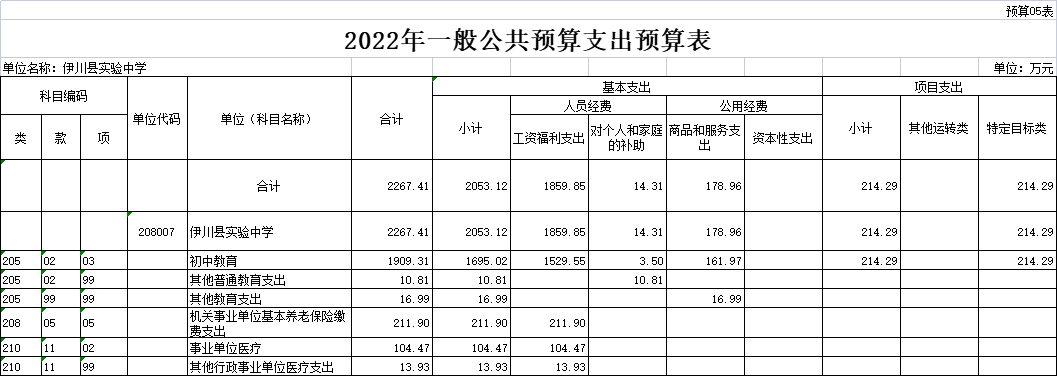 预算05表
2022年一般公共预算支出预算表
单位名称：伊川县实验中学 单位：万元
科目编码 单位代码 单位（科目名称） 合计 基本支出 项目支出
人员经费 公用经费
类 款 项 小计 工资福利支出 对个人和家庭的补助 商品和服务支出 资本性支出 小计 其他运转类 特定目标类
合计 2267.41 2053.12 1859.85 14.31 178.96 214.29 214.29
208007 伊川县实验中学 2267.41 2053.12 1859.85 14.31 178.96 214.29 214.29
205 02 03 初中教育 1909.31 1695.02 1529.55 3.50 161.97 214.29 214.29
205 02 99 其他普通教育支出 10.81 10.81 10.81
205 99 99 其他教育支出 16.99 16.99 16.99
208 05 05 机关事业单位基本养老保险缴费支出 211.90 211.90 211.90
210 11 02 事业单位医疗 104.47 104.47 104.47
210 11 99 其他行政事业单位医疗支出 13.93 13.93 13.93